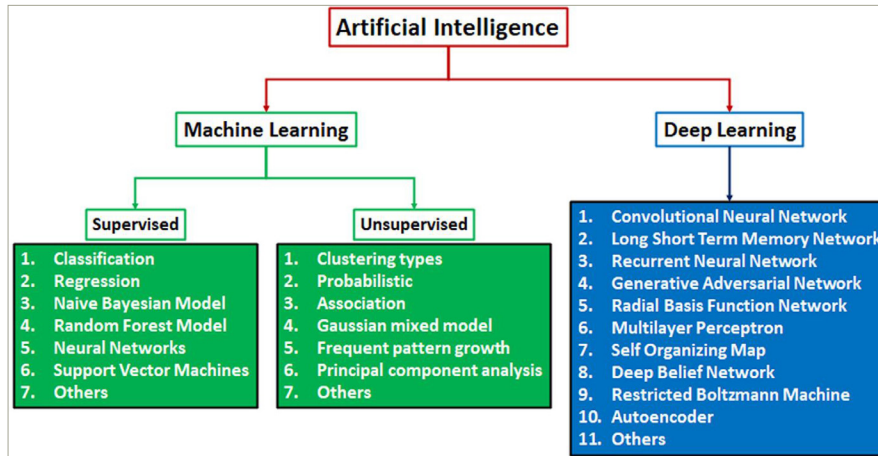 Artificial Intelligence
Machine Learning
Deep Learning
Supervised
Unsupervised
1. Classification
2. Regression
3. Naive Bayesian Model
4. Random Forest Model
5. Neural Networks
6. Support Vector Machines
7. Others
1. Clustering types
2. Probabilistic
3. Association
4. Gaussian mixed model
5. Frequent pattern growth
6. Principal component analysis
7. Others
1. Convolutional Neural Network
2. Long Short Term Memory Network
3. Recurrent Neural Network
4. Generative Adversarial Network
5. Radial Basis Function Network
6. Multilayer Perceptron
7. Self Organizing Map
8. Deep Belief Network
9. Restricted Boltzmann Machine
10. Autoencoder
11. Others